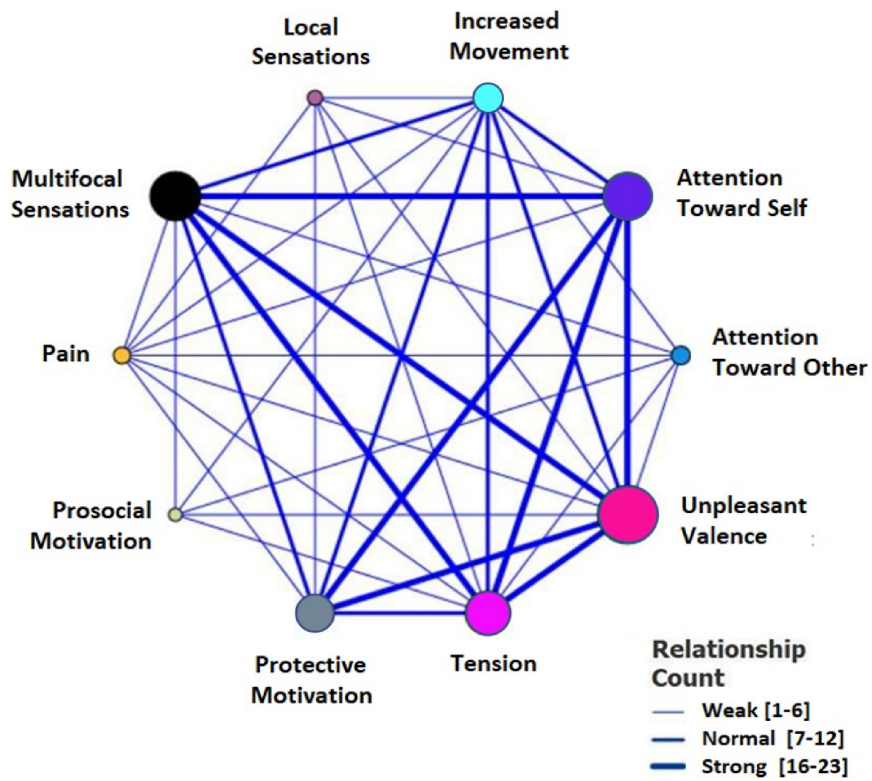 Local
Sensations
Increased
Movement
Multifocal
Sensations
Attention
Toward Self
Pain
Attention
Toward Other
Prosocial
Motivation
Unpleasant
Valence
:
Protective
Motivation
Tension
Relationship
Count
Weak [1-6]
Normal [7-12]
Strong [16-23]